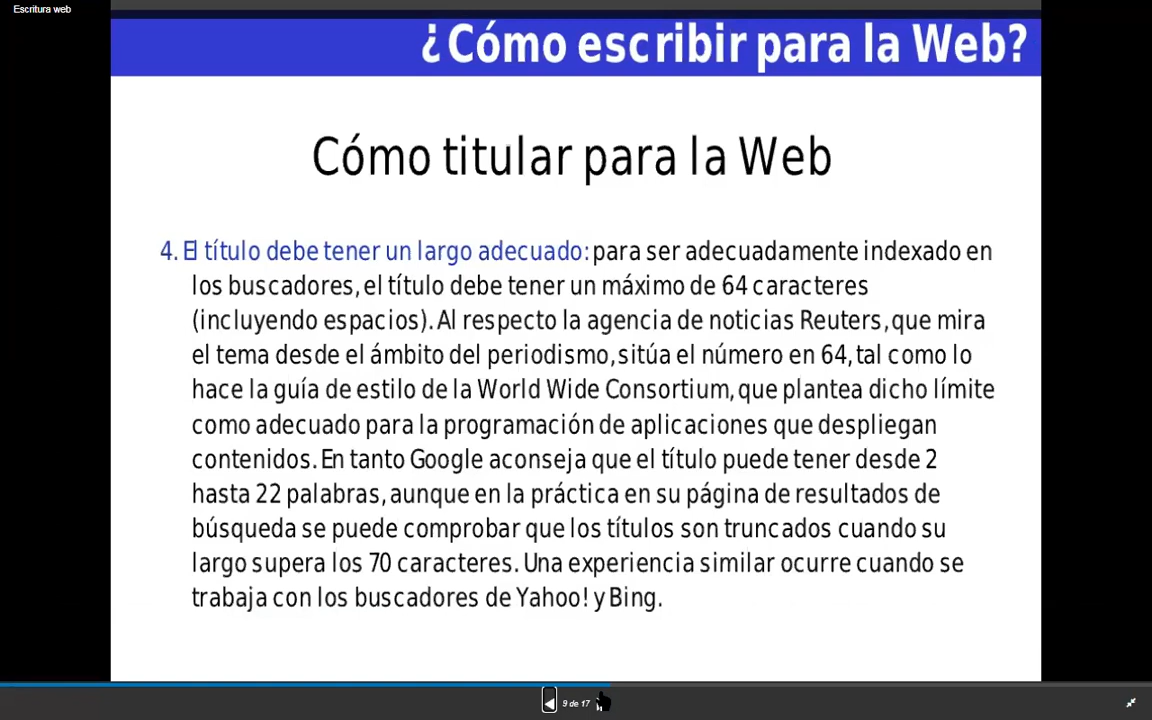 Escritura web
¿Cómo escribir para la Web?
Cómo titular para la Web
4. El título debe tener un largo adecuado: para ser adecuadamente indexado en
los buscadores, el título debe tener un máximo de 64 caracteres
(incluyendo espacios). Al respecto la agencia de noticias Reuters, que mira
el tema desde el ámbito del periodismo, sitúa el número en 64, tal como lo
hace la guía de estilo de la World Wide Consortium, que plantea dicho límite
como adecuado para la programación de aplicaciones que despliegan
contenidos. En tanto Google aconseja que el título puede tener desde 2
hasta 22 palabras, aunque en la práctica en su página de resultados de
búsqueda se puede comprobar que los títulos son truncados cuando su
largo supera los 70 caracteres. Una experiencia similar ocurre cuando se
trabaja con los buscadores de Yahoo! y Bing.
9 de 17